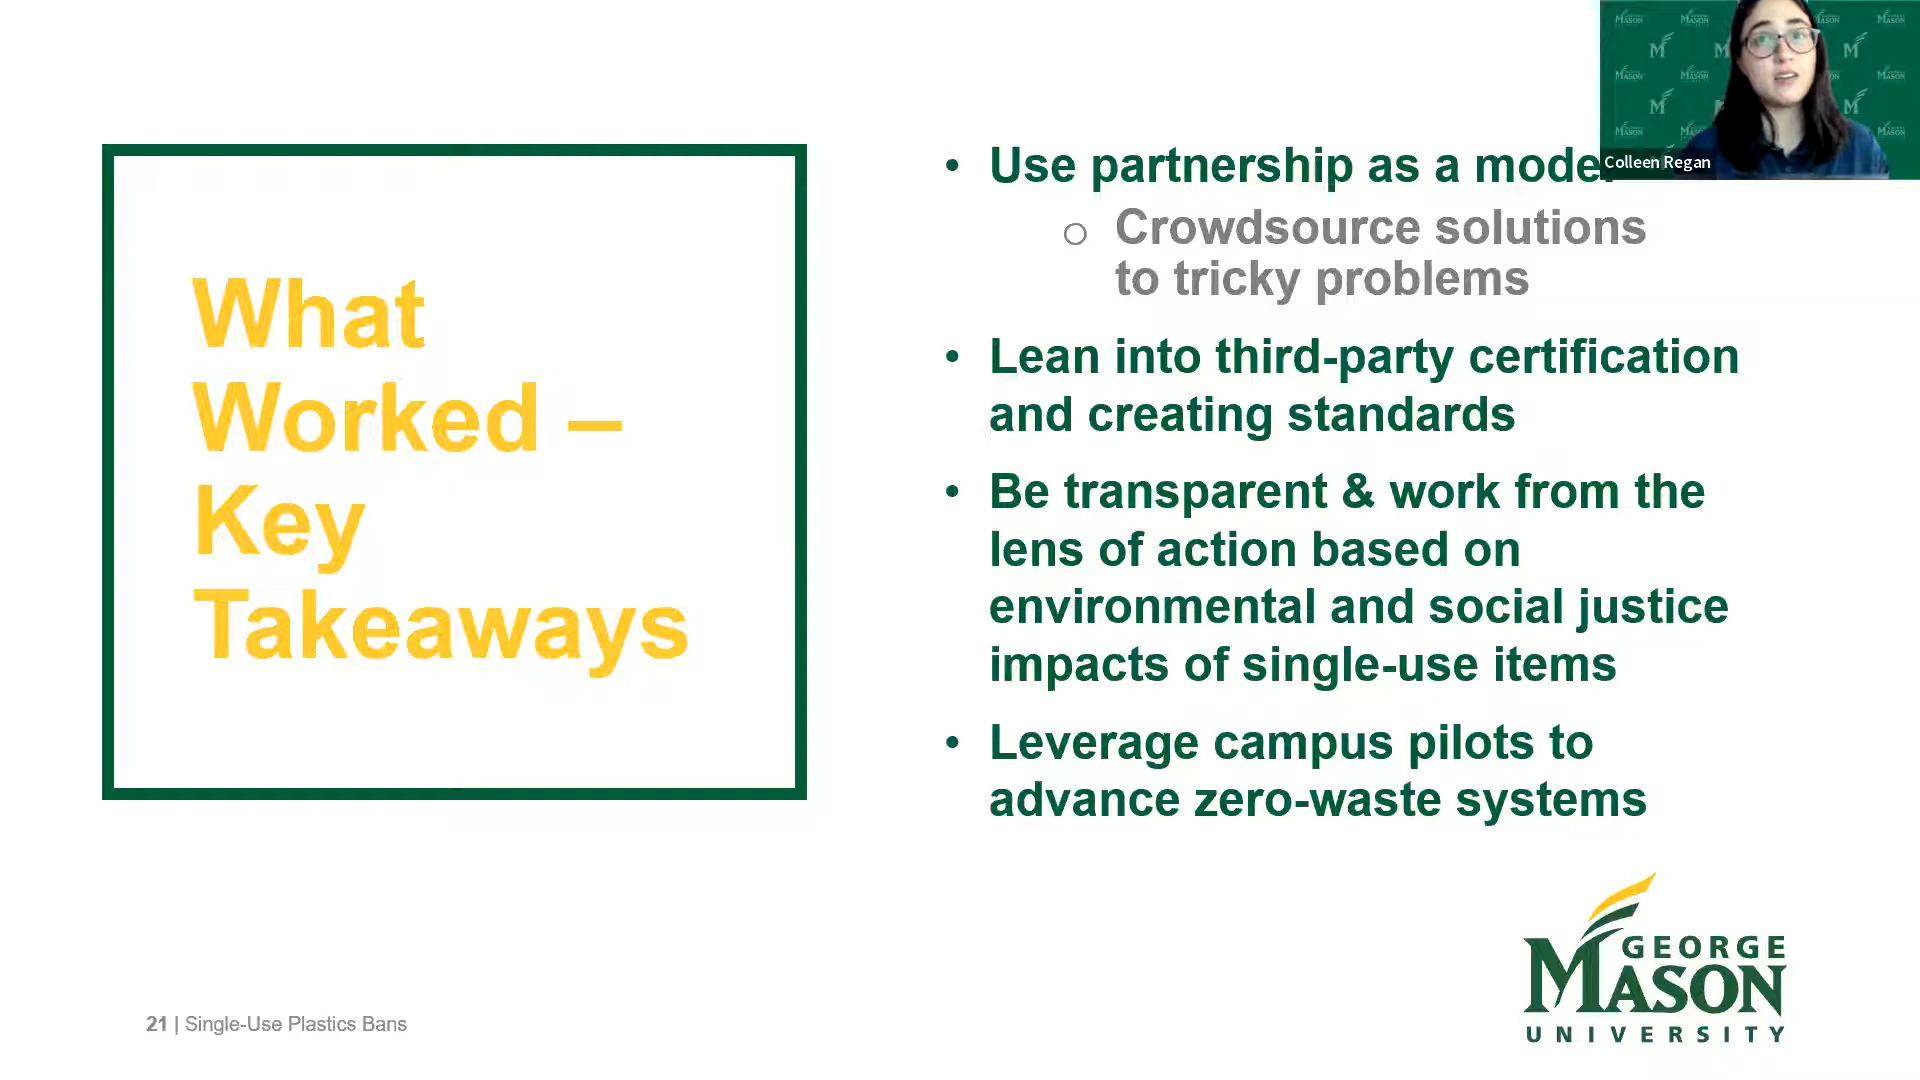 What
Worked –
Key
Takeaways
• Use partnership as a model
○ Crowdsource solutions
to tricky problems
• Lean into third-party certification
and creating standards
• Be transparent & work from the
lens of action based on
environmental and social justice
impacts of single-use items
• Leverage campus pilots to
advance zero-waste systems
Colleen Regan
21 | Single-Use Plastics Bans
GEORGE
MASON
UNIVERSITY